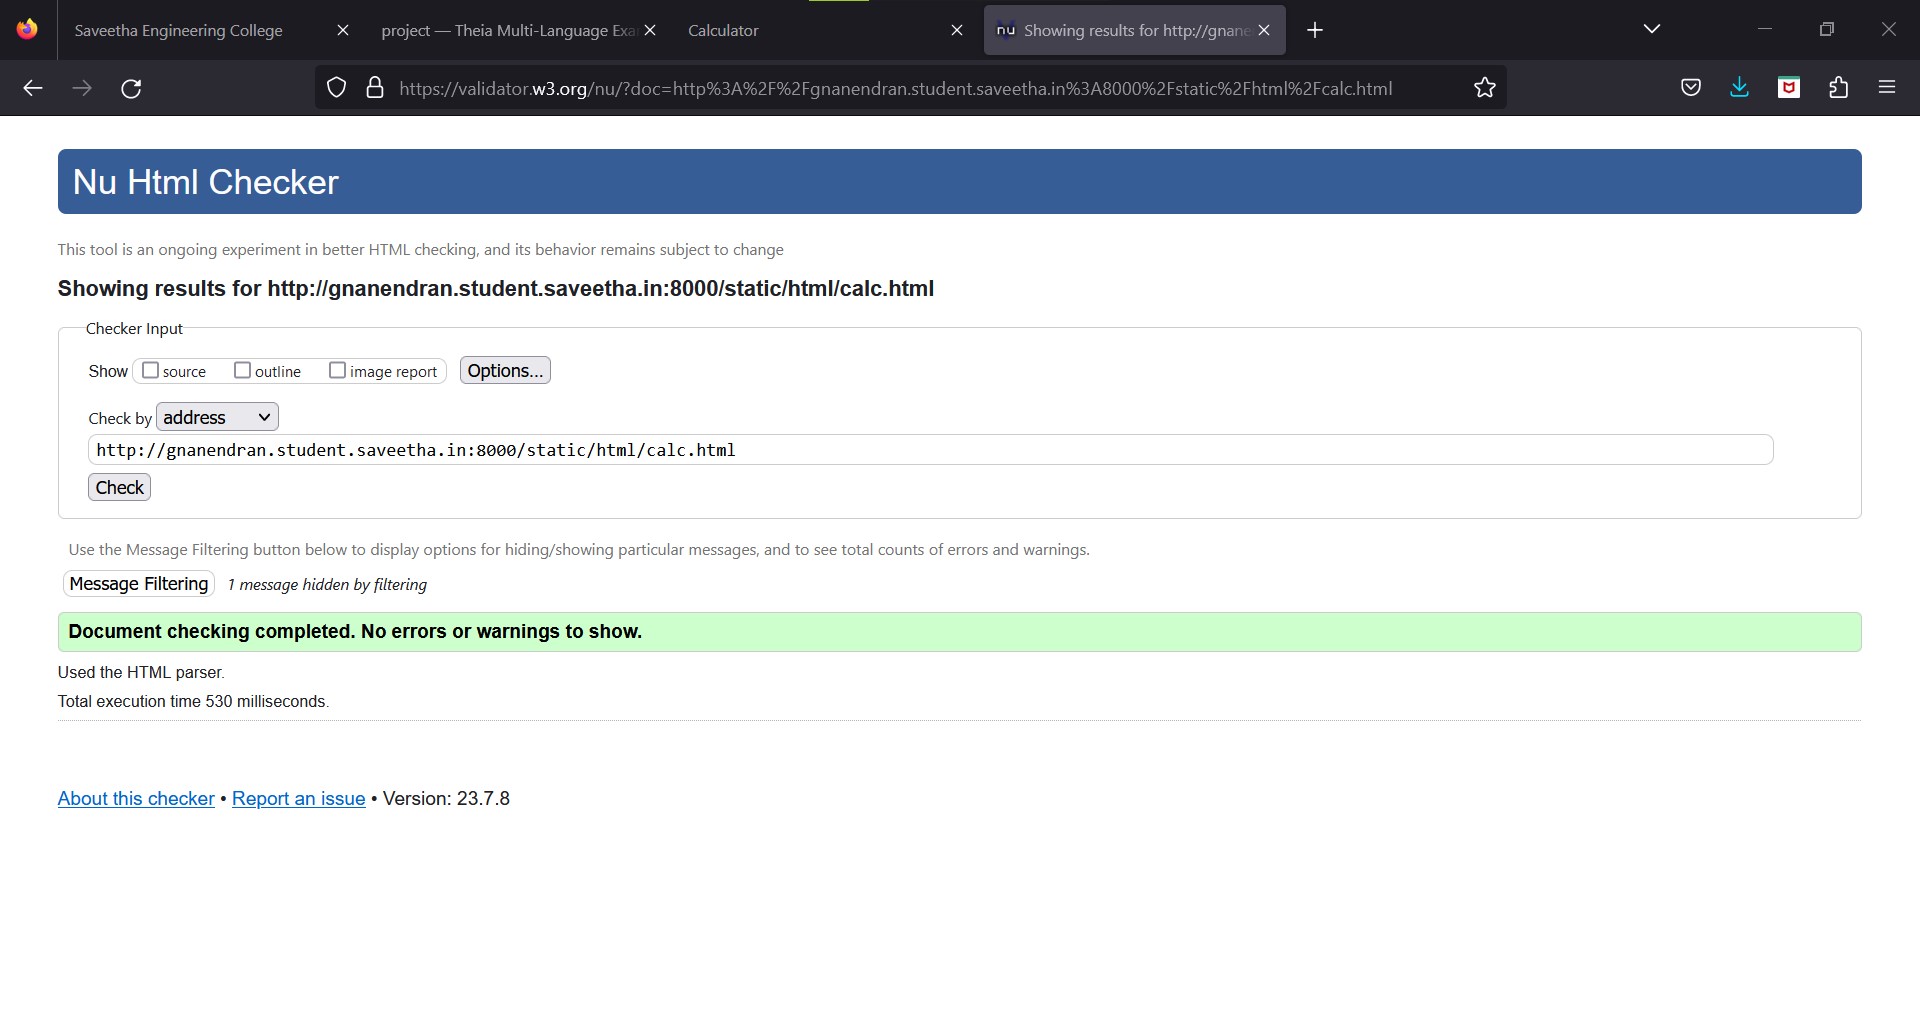 Saveetha Engineering College
project — Theia Multi-Language Exa
Calculator
nu Showing results for http://gnane
https://validator.w3.org/nu/?doc=http%3A%2F%2Fgnanendran.student.saveetha.in%3A8000%2Fstatic%2Fhtml%2Fcalc.html
Nu Html Checker
This tool is an ongoing experiment in better HTML checking, and its behavior remains subject to change
Showing results for http://gnanendran.student.saveetha.in:8000/static/html/calc.html
Checker Input
Show source outline image report Options...
Check by address
http://gnanendran.student.saveetha.in:8000/static/html/calc.html
Check
Use the Message Filtering button below to display options for hiding/showing particular messages, and to see total counts of errors and warnings.
Message Filtering 1 message hidden by filtering
Document checking completed. No errors or warnings to show.
Used the HTML parser.
Total execution time 530 milliseconds.
About this checker • Report an issue • Version: 23.7.8